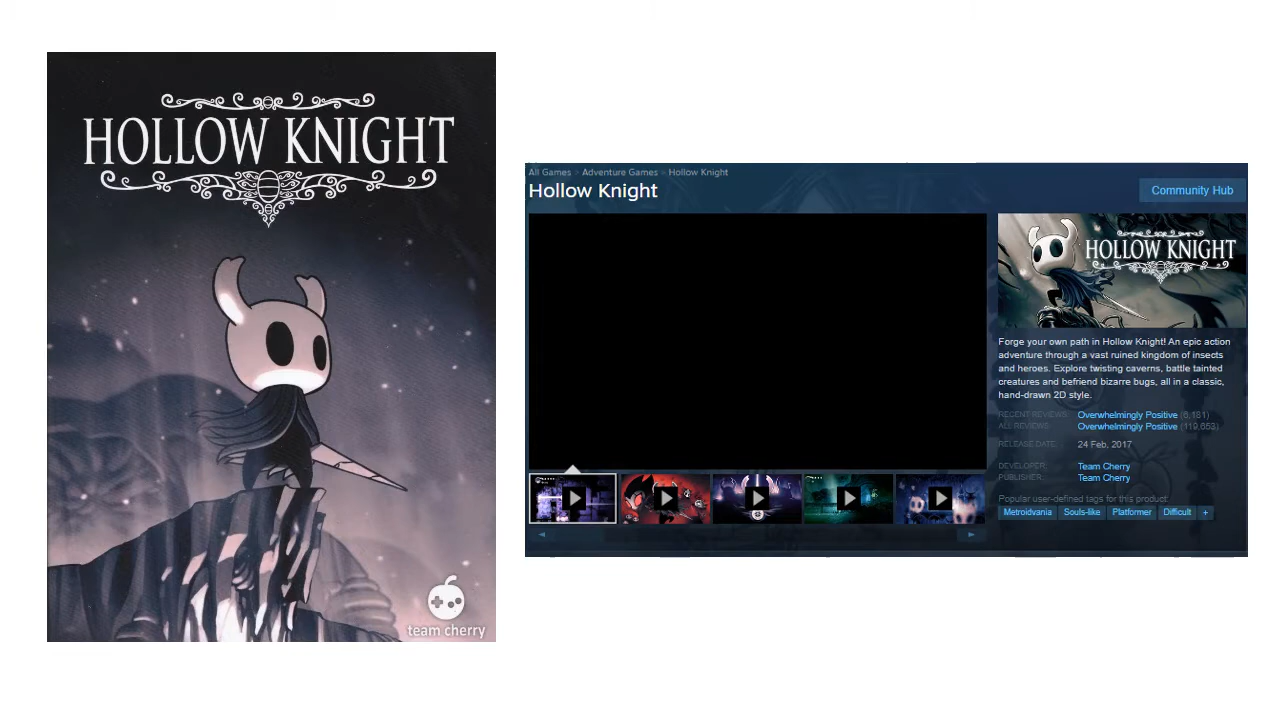 HOLLOW KNIGHT
team cherry
All Games > Adventure Games > Hollow Knight
Hollow Knight
Community Hub
HOLLOW KNIGHT
Forge your own path in Hollow Knight! An epic action
adventure through a vast ruined kingdom of insects
and heroes. Explore twisting caverns, battle tainted
creatures and befriend bizarre bugs, all in a classic,
hand-drawn 2D style.
RECENT REVIEWS: Overwhelmingly Positive (6,181)
ALL REVIEWS: Overwhelmingly Positive (119,653)
RELEASE DATE: 24 Feb, 2017
DEVELOPER: Team Cherry
PUBLISHER: Team Cherry
Popular user-defined tags for this product:
Metroidvania Souls-like Platformer Difficult +